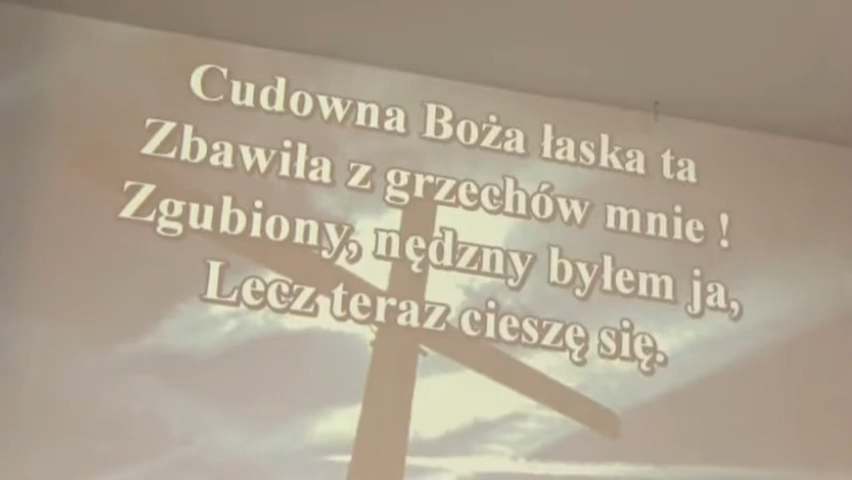 Cudowna Boża łaska ta
Zbawiła z grzechów mnie !
Zgubiony, nędzny byłem ja,
Lecz teraz cieszę się.